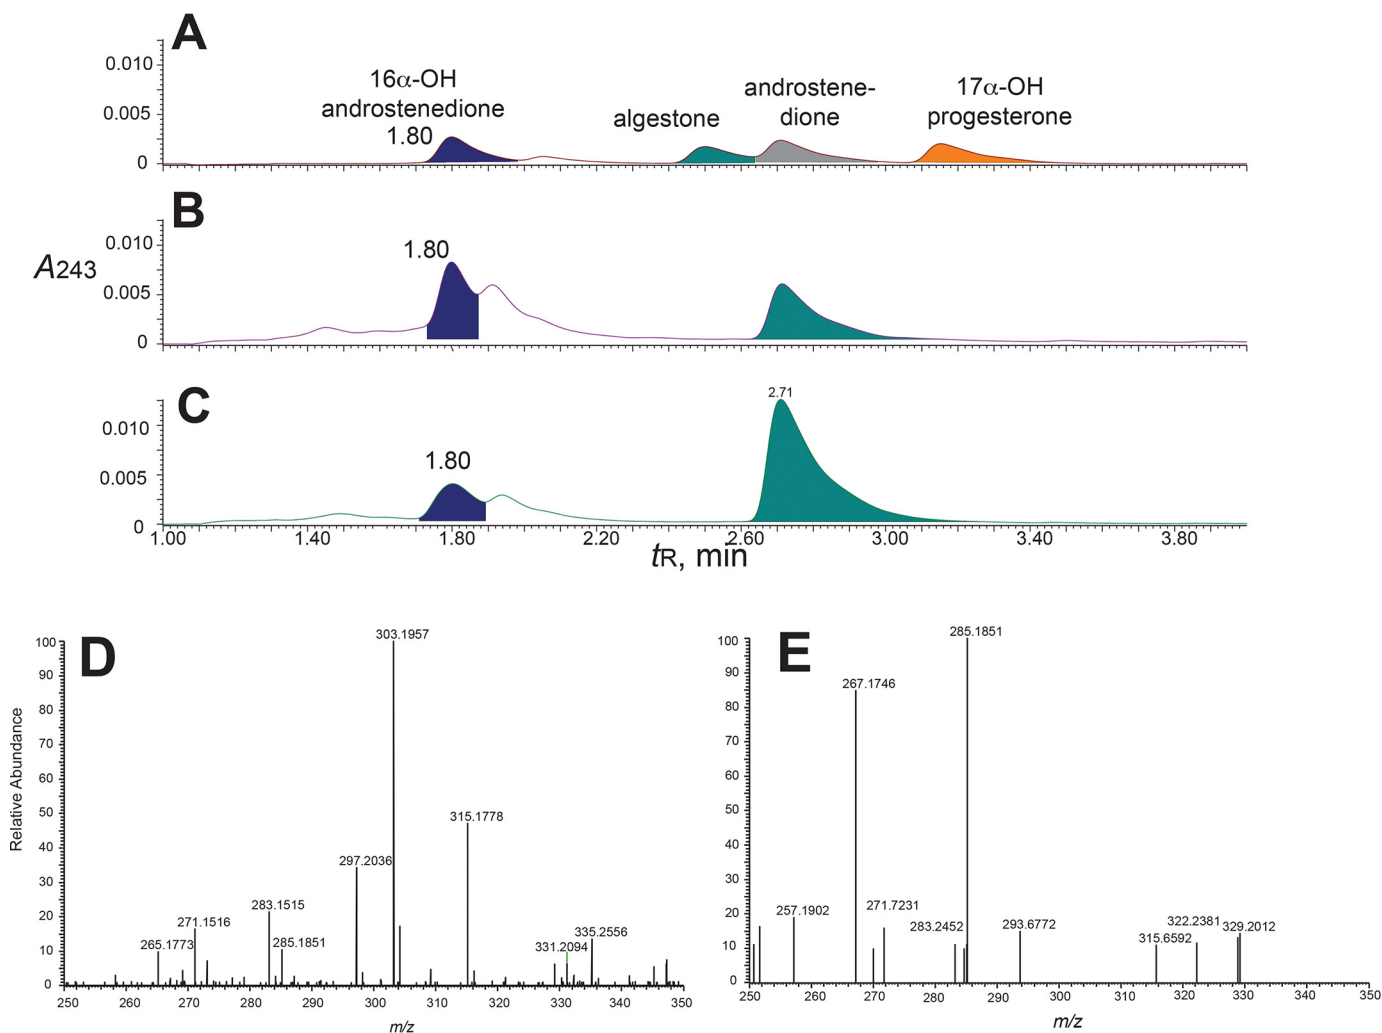 A
0.010
0.005
0
16α-OH
androstenedione
1.80
algestone
androstene-
dione
17α-OH
progesterone
B
A243
0.010
0.005
0
1.80
C
0.010
0.005
0
1.80
2.71
1.00 1.40 1.80 2.20 2.60 3.00 3.40 3.80
tR, min
D
Relative Abundance
100
90
80
70
60
50
40
30
20
10
0
303.1957
315.1778
297.2036
283.1515
271.1516
265.1773
285.1851
331.2094
335.2556
250 260 270 280 290 300 310 320 330 340 350
m/z
E
100
90
80
70
60
50
40
30
20
10
0
285.1851
267.1746
257.1902
271.7231
283.2452
293.6772
315.6592
322.2381
329.2012
250 260 270 280 290 300 310 320 330 340 350
m/z